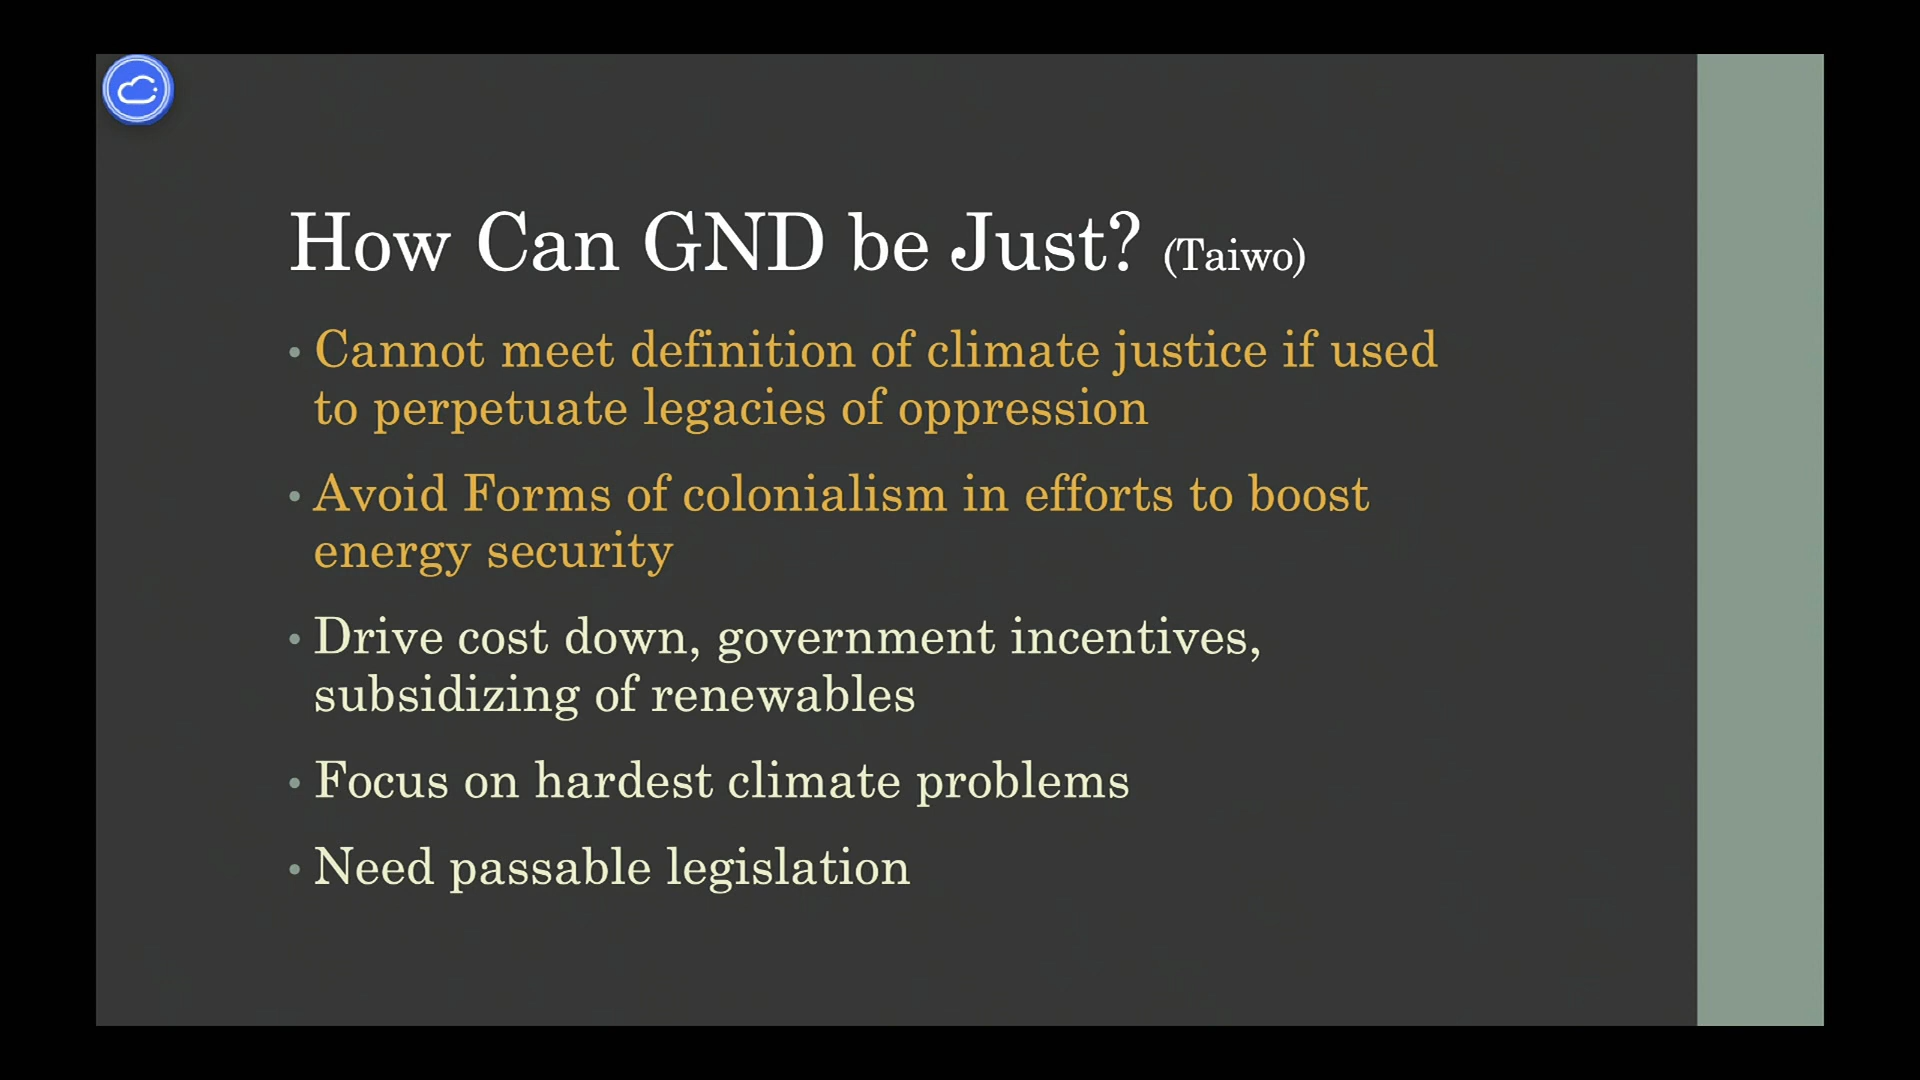 How Can GND be Just? (Taiwo)
• Cannot meet definition of climate justice if used
to perpetuate legacies of oppression
• Avoid Forms of colonialism in efforts to boost
energy security
• Drive cost down, government incentives,
subsidizing of renewables
• Focus on hardest climate problems
• Need passable legislation